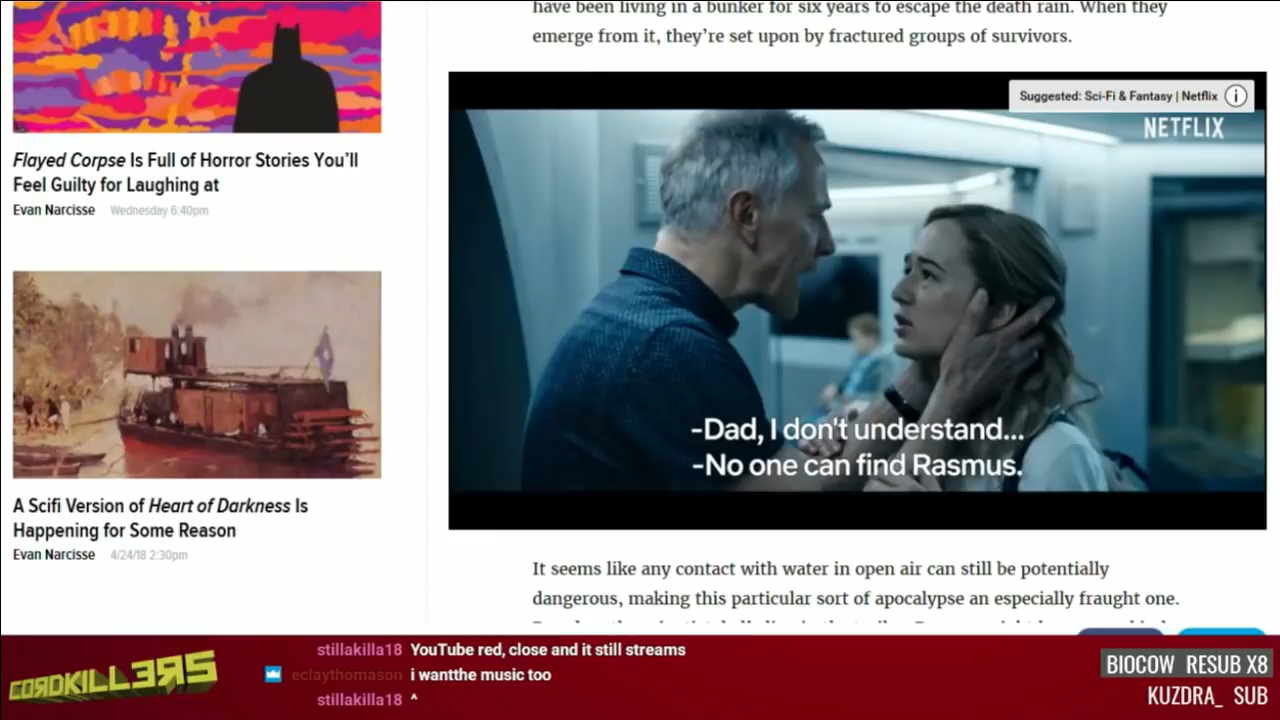 Flayed Corpse Is Full of Horror Stories You'll
Feel Guilty for Laughing at
Evan Narcisse Wednesday 6:40pm
A Scifi Version of Heart of Darkness Is
Happening for Some Reason
Evan Narcisse 4/24/18 2:30pm
have been living in a bunker for six years to escape the death rain. When they
emerge from it, they're set upon by fractured groups of survivors.
Suggested: Sci-Fi & Fantasy | Netflix
NETFLIX
-Dad, I don't understand...
-No one can find Rasmus.
It seems like any contact with water in open air can still be potentially
dangerous, making this particular sort of apocalypse an especially fraught one.
CORDKILLERS
stillakilla18 YouTube red, close and it still streams
eclaythomason i wantthe music too
stillakilla18 ^
BIOCOW RESUB X8
KUZDRA_ SUB